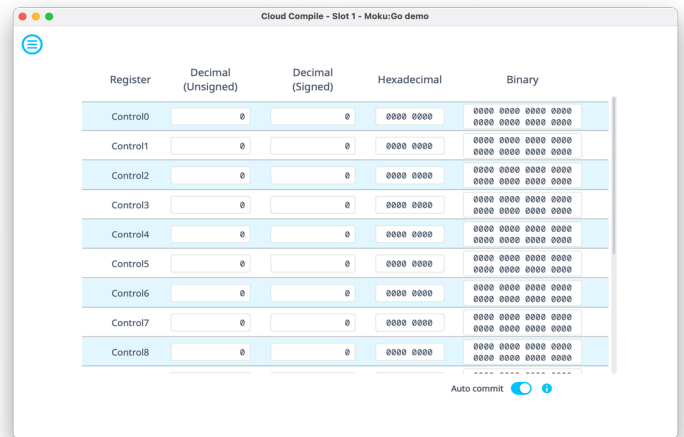 Cloud Compile - Slot 1 - Moku:Go demo
Register Decimal (Unsigned) Decimal (Signed) Hexadecimal Binary
Control0 0 0 0000 0000 0000 0000 0000 0000
0000 0000 0000 0000
Control1 0 0 0000 0000 0000 0000 0000 0000
0000 0000 0000 0000
Control2 0 0 0000 0000 0000 0000 0000 0000
0000 0000 0000 0000
Control3 0 0 0000 0000 0000 0000 0000 0000
0000 0000 0000 0000
Control4 0 0 0000 0000 0000 0000 0000 0000
0000 0000 0000 0000
Control5 0 0 0000 0000 0000 0000 0000 0000
0000 0000 0000 0000
Control6 0 0 0000 0000 0000 0000 0000 0000
0000 0000 0000 0000
Control7 0 0 0000 0000 0000 0000 0000 0000
0000 0000 0000 0000
Control8 0 0 0000 0000 0000 0000 0000 0000
0000 0000 0000 0000
Auto commit